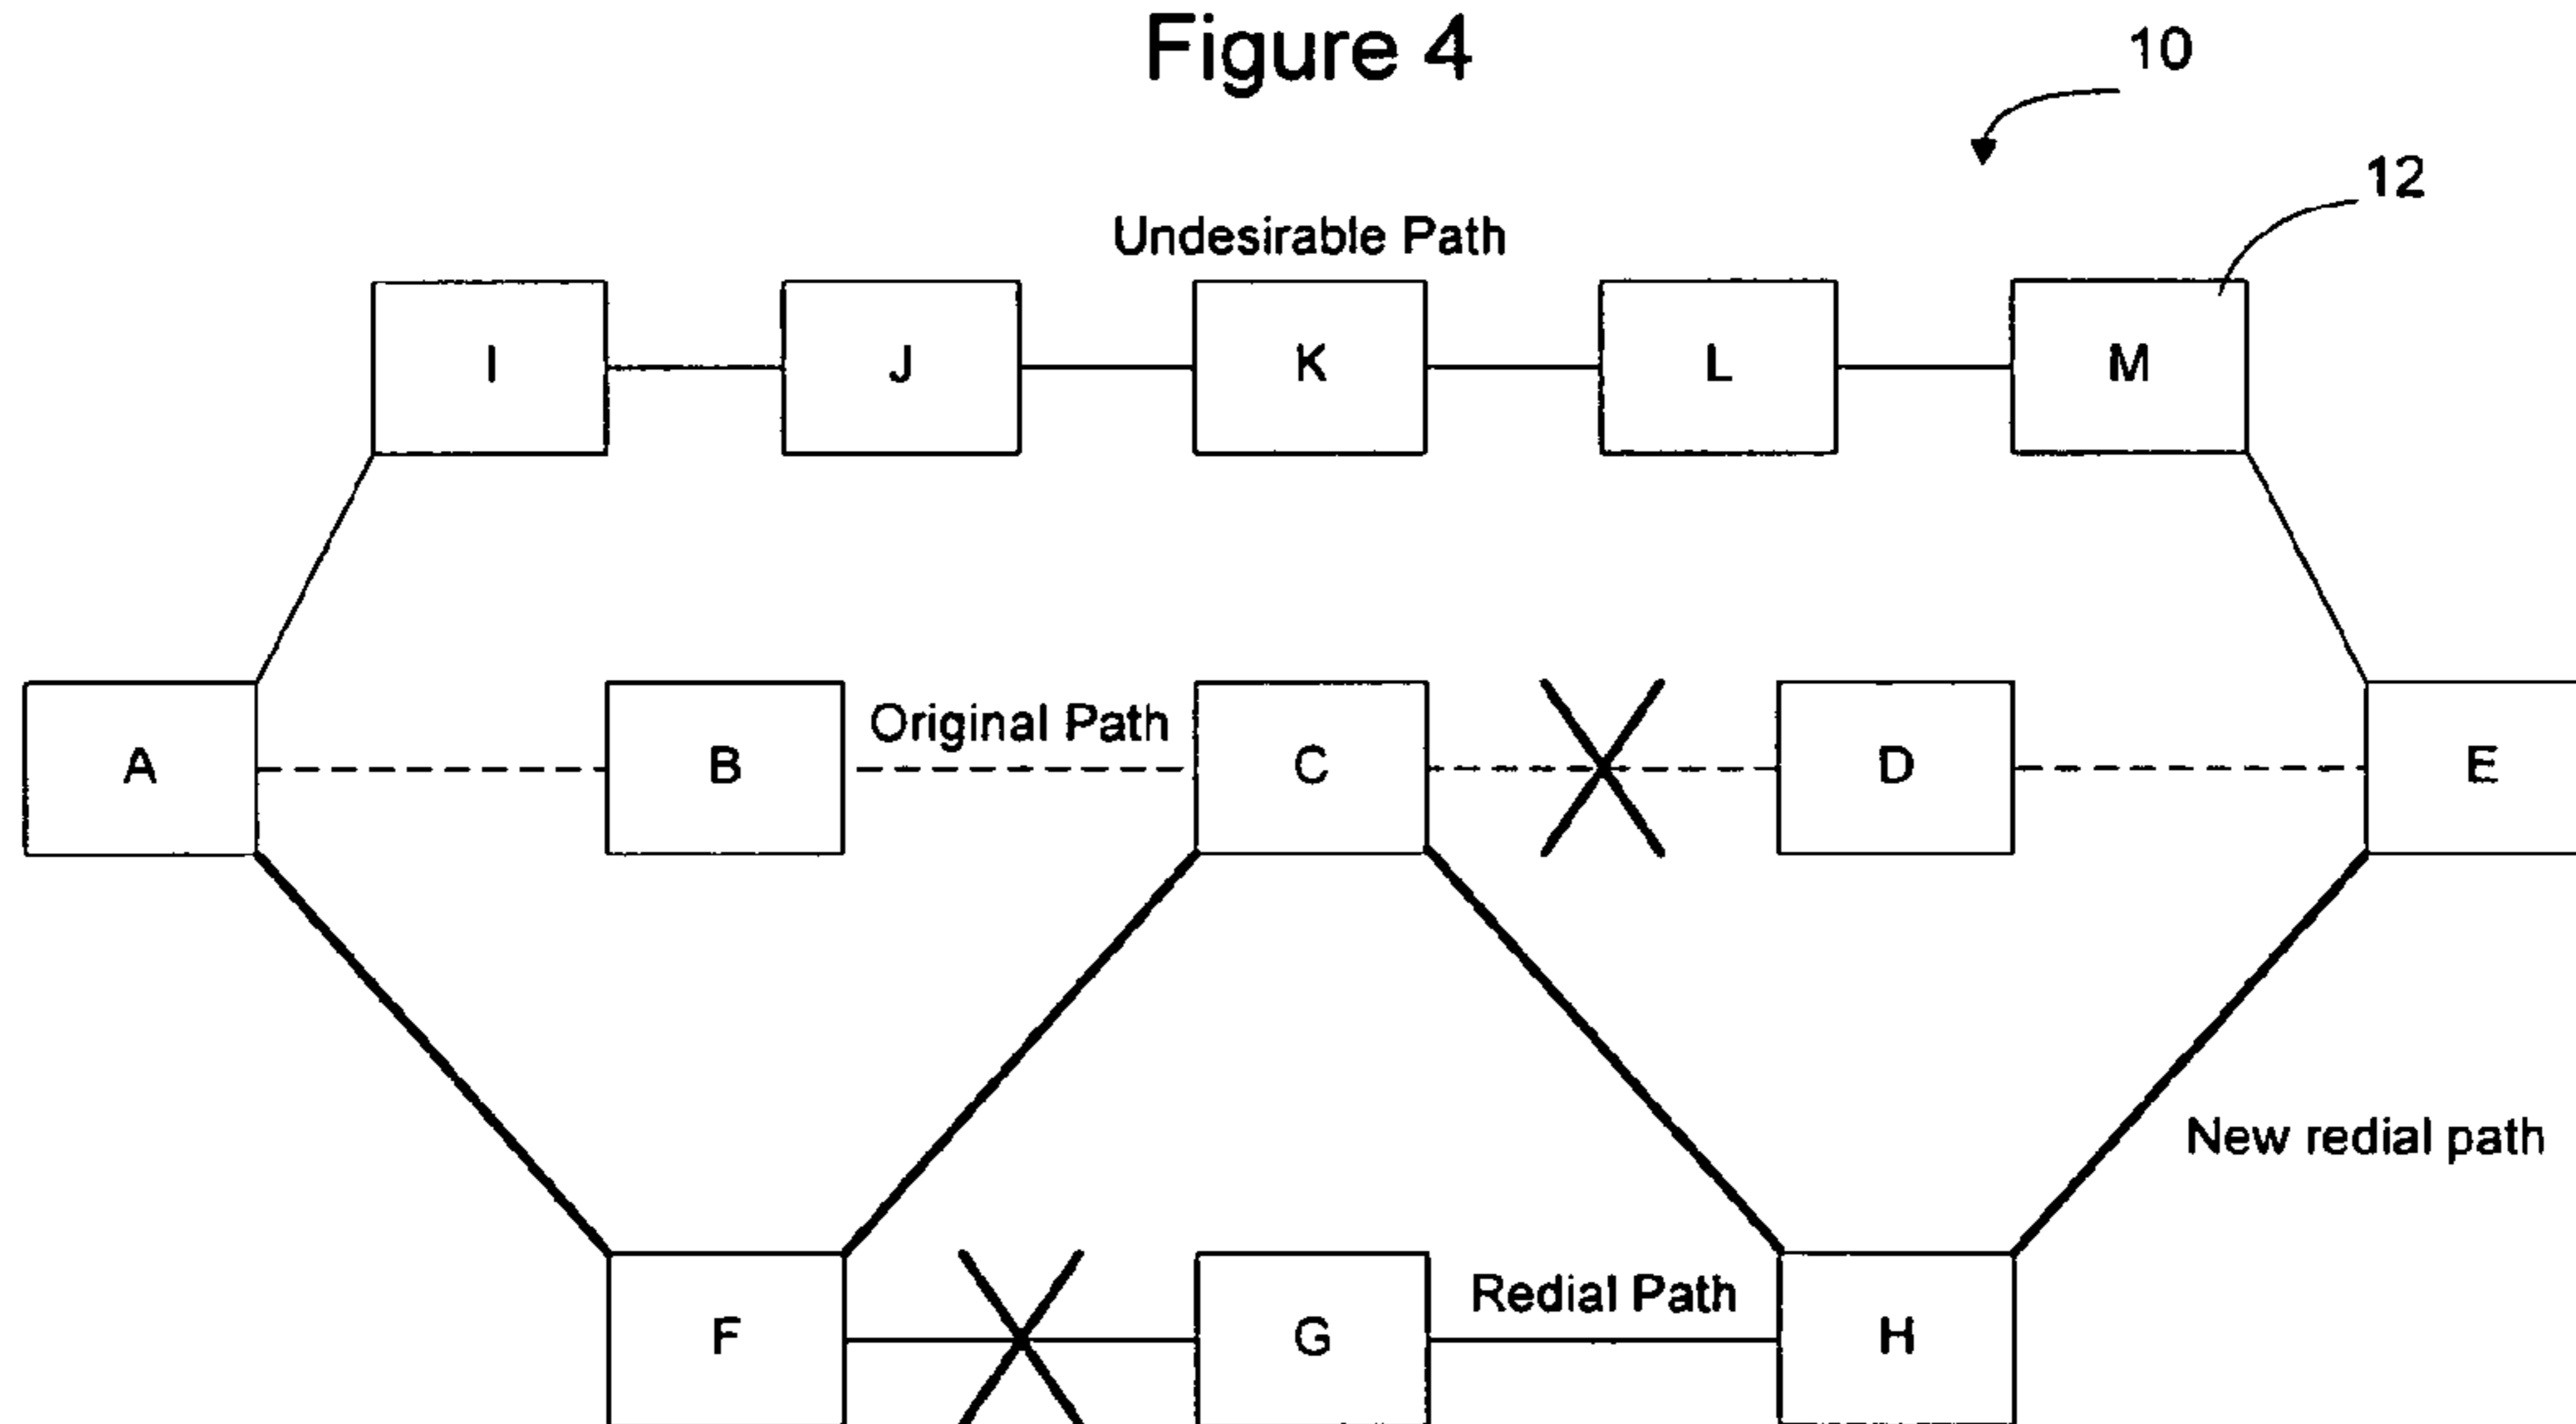 Figure 4
10
12
Undesirable Path
I
J
K
L
M
A
B
Original Path
C
D
E
New redial path
F
G
Redial Path
H